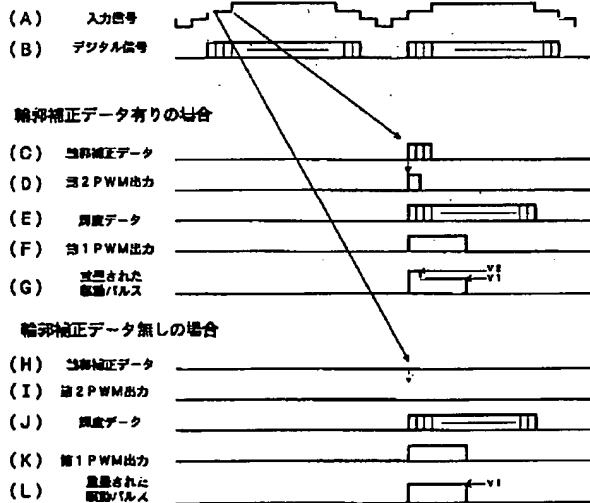 (A) 入力信号
(B) デジタル信号
輪郭補正データ有りの場合
(C) 輪郭補正データ
(D) 第2PWM出力
(E) 輝度データ
(F) 第1PWM出力
(G) 重畳された
駆動パルス
V2
V1
輪郭補正データ無しの場合
(H) 輪郭補正データ
(I) 第2PWM出力
(J) 輝度データ
(K) 第1PWM出力
(L) 重畳された
駆動パルス
V1